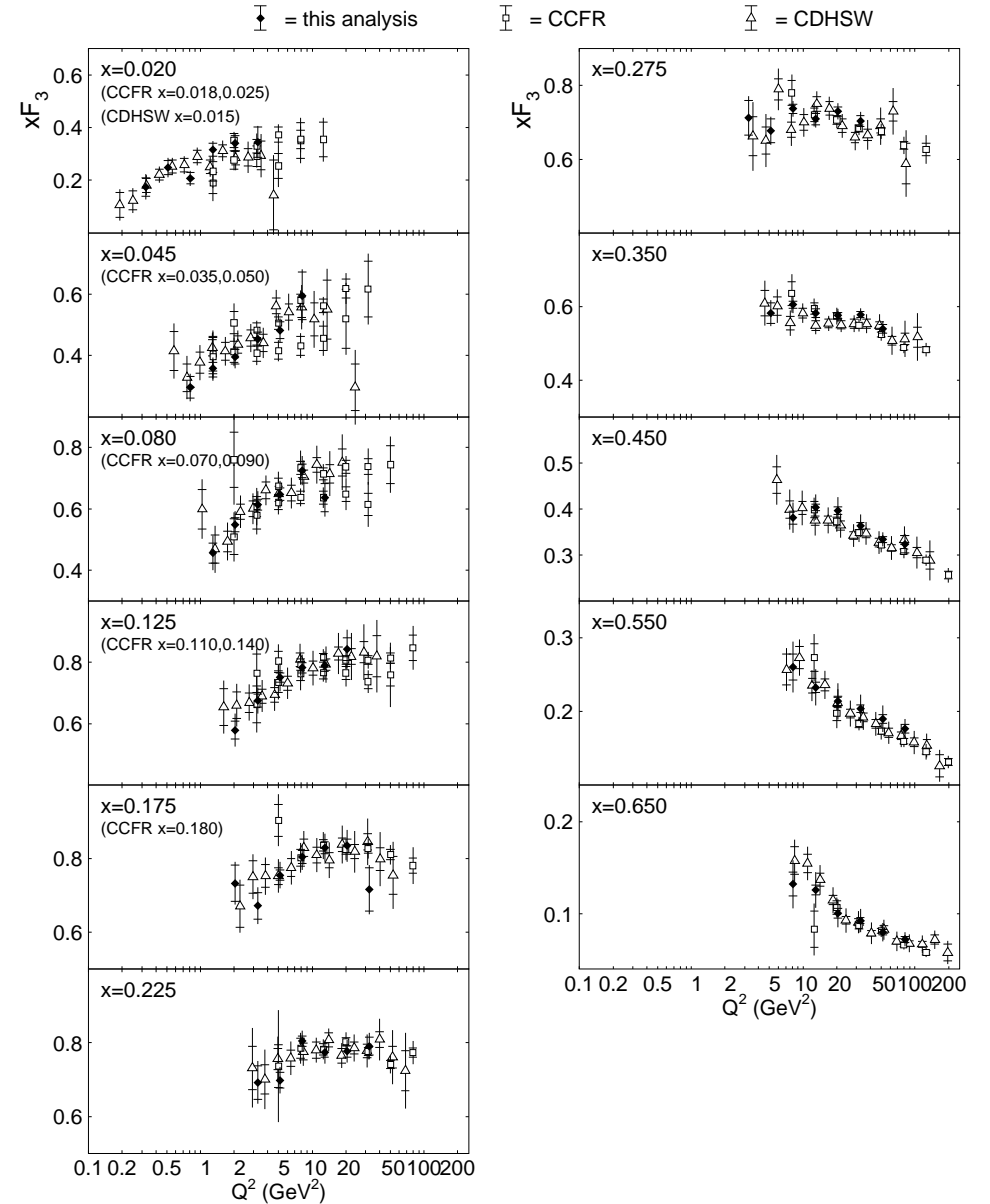 = this analysis = CCFR = CDHSW
xF3
x=0.020
(CCFR x=0.018,0.025)
(CDHSW x=0.015)
0.6
0.4
0.2
x=0.045
(CCFR x=0.035,0.050)
0.6
0.4
x=0.080
(CCFR x=0.070,0.090)
0.8
0.6
0.4
x=0.125
(CCFR x=0.110,0.140)
0.8
0.6
x=0.175
(CCFR x=0.180)
0.8
0.6
x=0.225
0.8
0.6
0.1 0.2 0.5 1 2 5 10 20 50 100 200
Q² (GeV²)
xF3
x=0.275
0.8
0.6
x=0.350
0.6
0.4
x=0.450
0.5
0.4
0.3
x=0.550
0.3
0.2
x=0.650
0.2
0.1
0.1 0.2 0.5 1 2 5 10 20 50 100 200
Q² (GeV²)